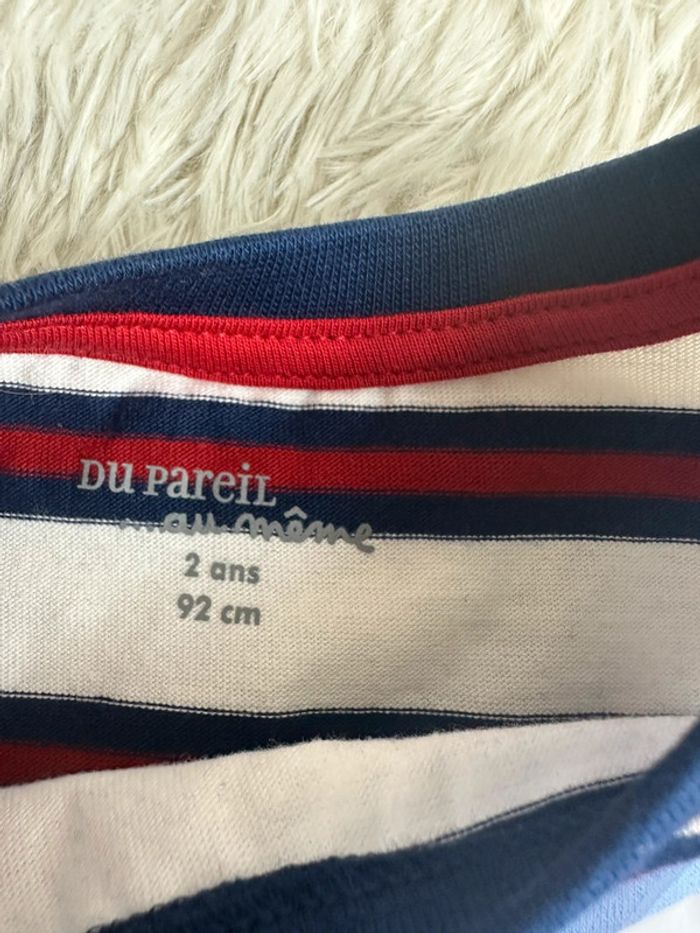 Du PareiL
...au même
2 ans
92 cm